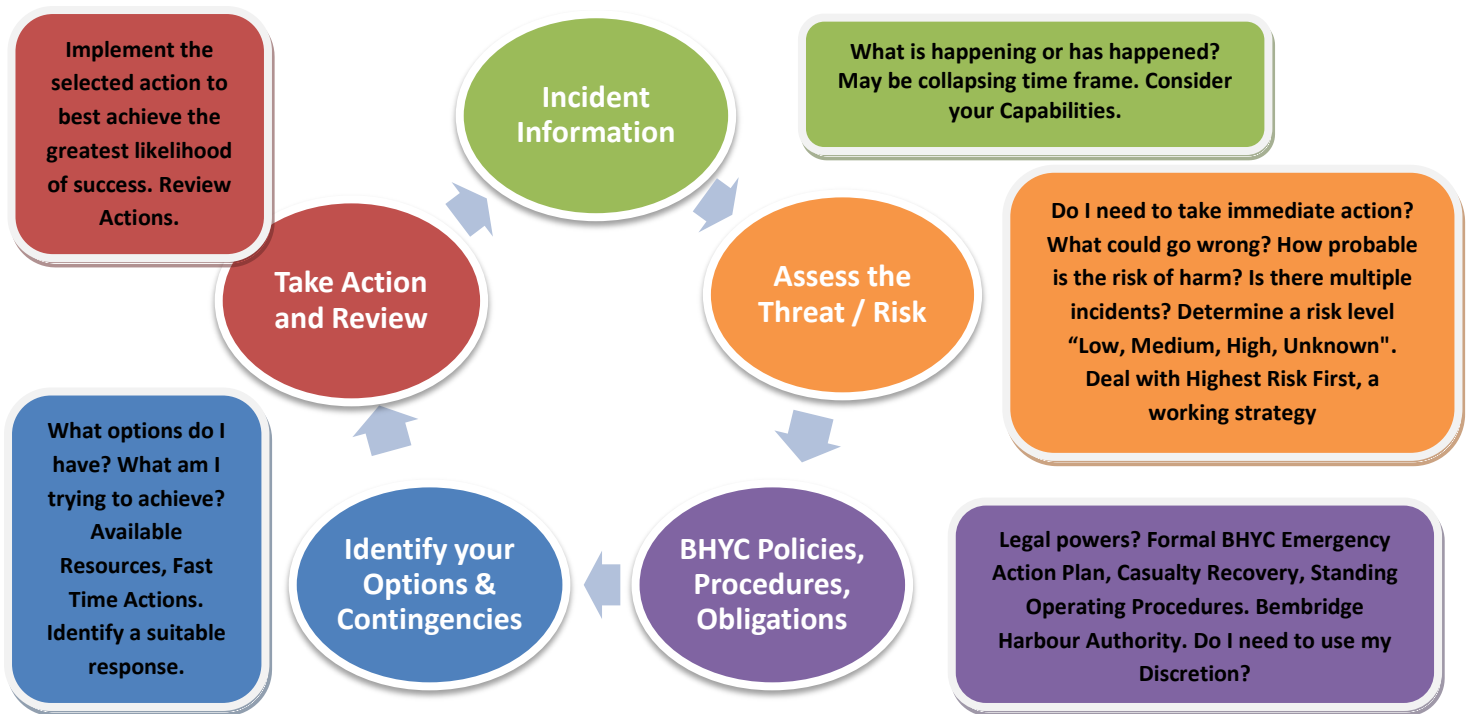 Implement the
selected action to
best achieve the
greatest likelihood
of success. Review
Actions.
Incident
Information
What is happening or has happened?
May be collapsing time frame. Consider
your Capabilities.
Take Action
and Review
Assess the
Threat / Risk
Do I need to take immediate action?
What could go wrong? How probable
is the risk of harm? Is there multiple
incidents? Determine a risk level
“Low, Medium, High, Unknown".
Deal with Highest Risk First, a
working strategy
What options do I
have? What am I
trying to achieve?
Available
Resources, Fast
Time Actions.
Identify a suitable
response.
Identify your
Options &
Contingencies
BHYC Policies,
Procedures,
Obligations
Legal powers? Formal BHYC Emergency
Action Plan, Casualty Recovery, Standing
Operating Procedures. Bembridge
Harbour Authority. Do I need to use my
Discretion?